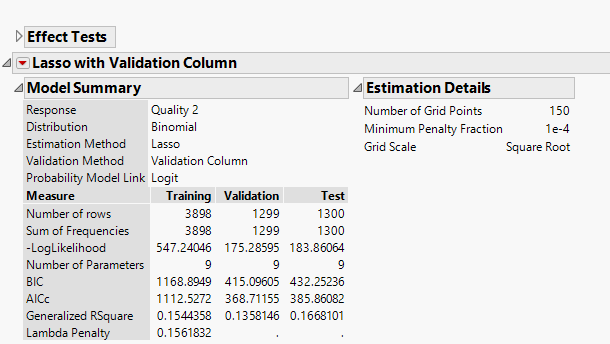 Effect Tests
Lasso with Validation Column
Model Summary
Response Quality 2
Distribution Binomial
Estimation Method Lasso
Validation Method Validation Column
Probability Model Link Logit
Measure Training Validation Test
Number of rows 3898 1299 1300
Sum of Frequencies 3898 1299 1300
-LogLikelihood 547.24046 175.28595 183.86064
Number of Parameters 9 9 9
BIC 1168.8949 415.09605 432.25236
AICc 1112.5272 368.71155 385.86082
Generalized RSquare 0.1544358 0.1358146 0.1668101
Lambda Penalty 0.1561832 . .
Estimation Details
Number of Grid Points 150
Minimum Penalty Fraction 1e-4
Grid Scale Square Root